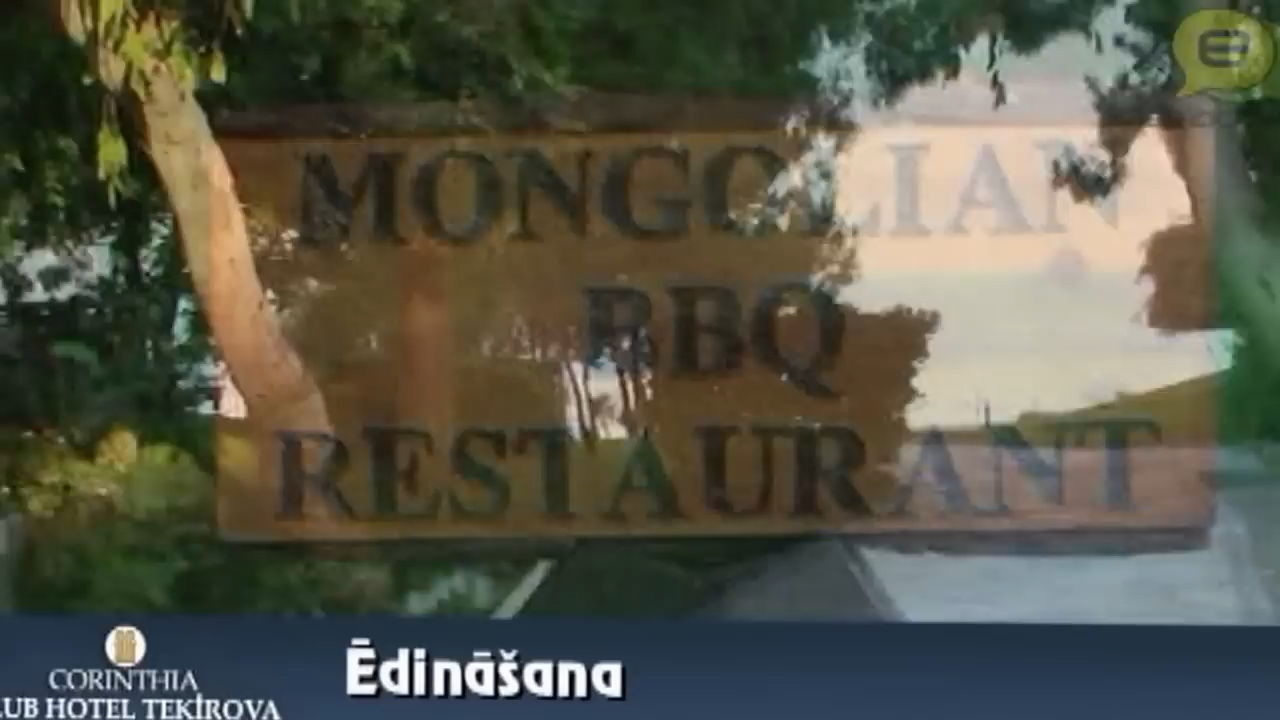 MONGOLIAN
BBQ
RESTAURANT
CORINTHIA
LUB HOTEL TEKİROVA
Ēdināšana